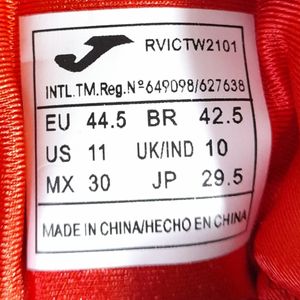 RVICTW2101
INTL.T.M.Reg.Nº649098/627638
EU 44.5 BR 42.5
US 11 UK/IND 10
MX 30 JP 29.5
MADE IN CHINA/HECHO EN CHINA